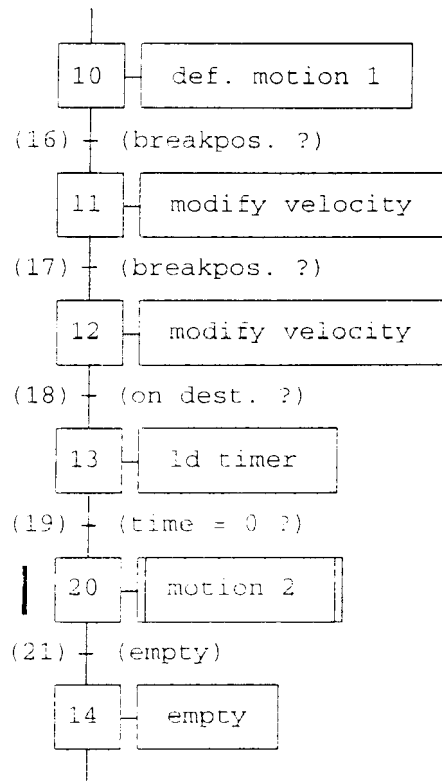 10 def. motion 1
(16) (breakpos. ?)
11 modify velocity
(17) (breakpos. ?)
12 modify velocity
(18) (on dest. ?)
13 ld timer
(19) (time = 0 ?)
20 motion 2
(21) (empty)
14 empty